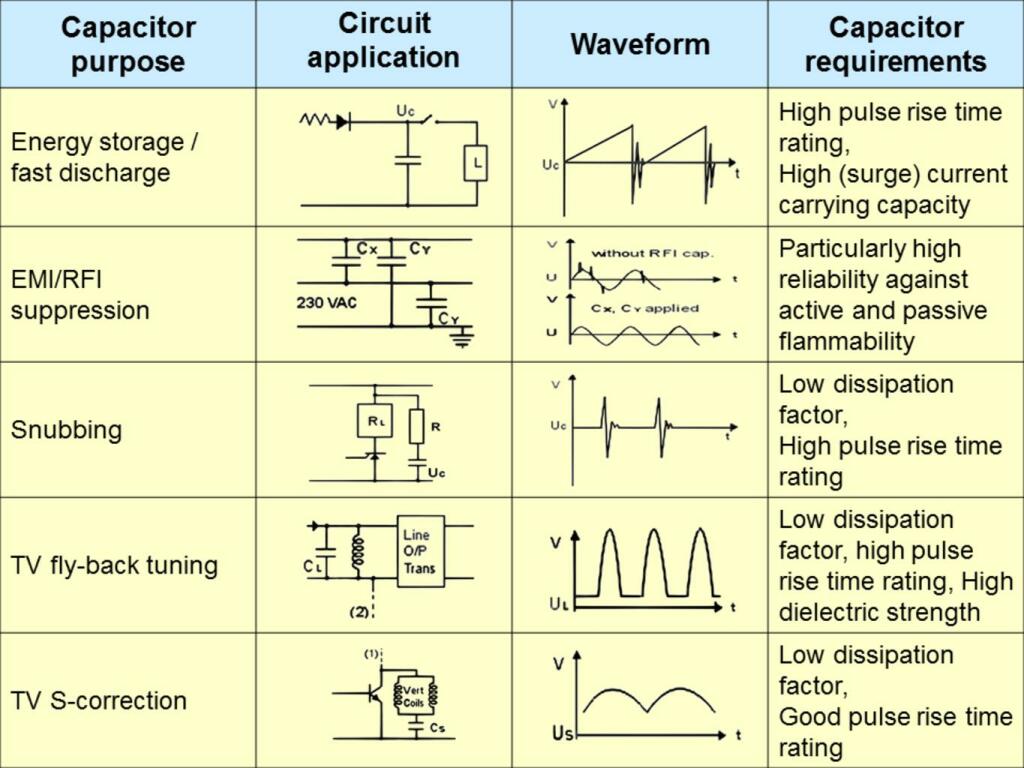 Capacitor
purpose
Circuit
application
Waveform
Capacitor
requirements
Energy storage /
fast discharge
Uc
L
V
Uc
t
High pulse rise time
rating,
High (surge) current
carrying capacity
EMI/RFI
suppression
Cx Cy
230 VAC
Cy
V
without RFI cap.
U
t
V
Cx, Cy applied
U
t
Particularly high
reliability against
active and passive
flammability
Snubbing
RL
R
Uc
V
Uc
t
Low dissipation
factor,
High pulse rise time
rating
TV fly-back tuning
CL
Line
O/P
Trans
(2)
V
UL
t
Low dissipation
factor, high pulse
rise time rating, High
dielectric strength
TV S-correction
(1)
Vert
Coils
Cs
V
Us
t
Low dissipation
factor,
Good pulse rise time
rating